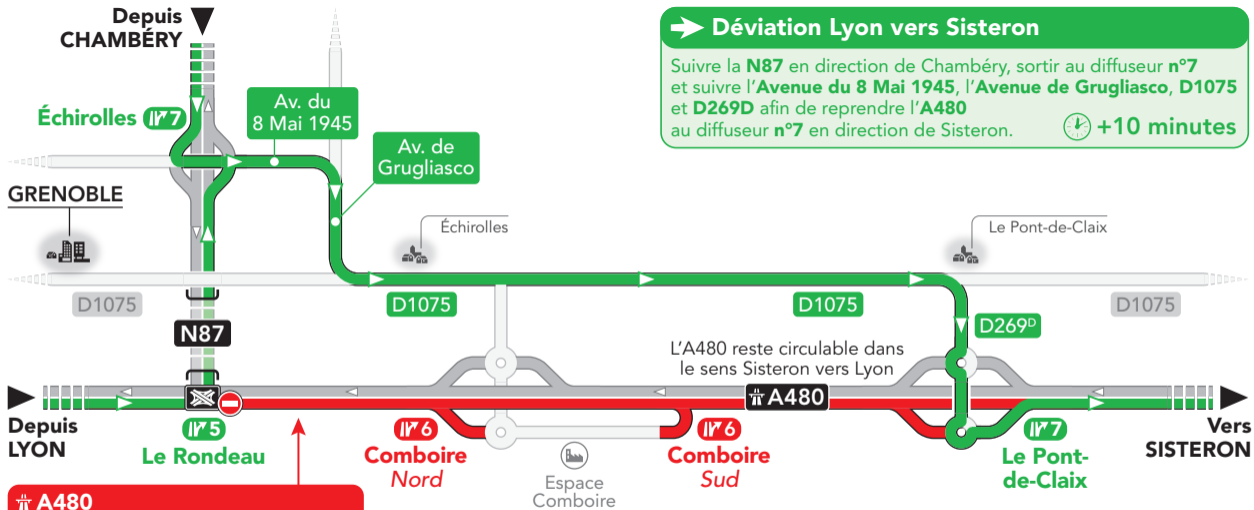 Depuis
CHAMBÉRY
Déviation Lyon vers Sisteron
Suivre la N87 en direction de Chambéry, sortir au diffuseur n°7
et suivre l'Avenue du 8 Mai 1945, l'Avenue de Grugliasco, D1075
et D269D afin de reprendre l'A480
au diffuseur n°7 en direction de Sisteron.
+10 minutes
Échirolles 7
Av. du
8 Mai 1945
Av. de
Grugliasco
GRENOBLE
Échirolles
Le Pont-de-Claix
D1075
D1075
D1075
D1075
N87
D269D
L'A480 reste circulable dans
le sens Sisteron vers Lyon
A480
Depuis
LYON
5
Le Rondeau
6
Comboire
Nord
Espace
Comboire
6
Comboire
Sud
7
Le Pont-
de-Claix
Vers
SISTERON
A480